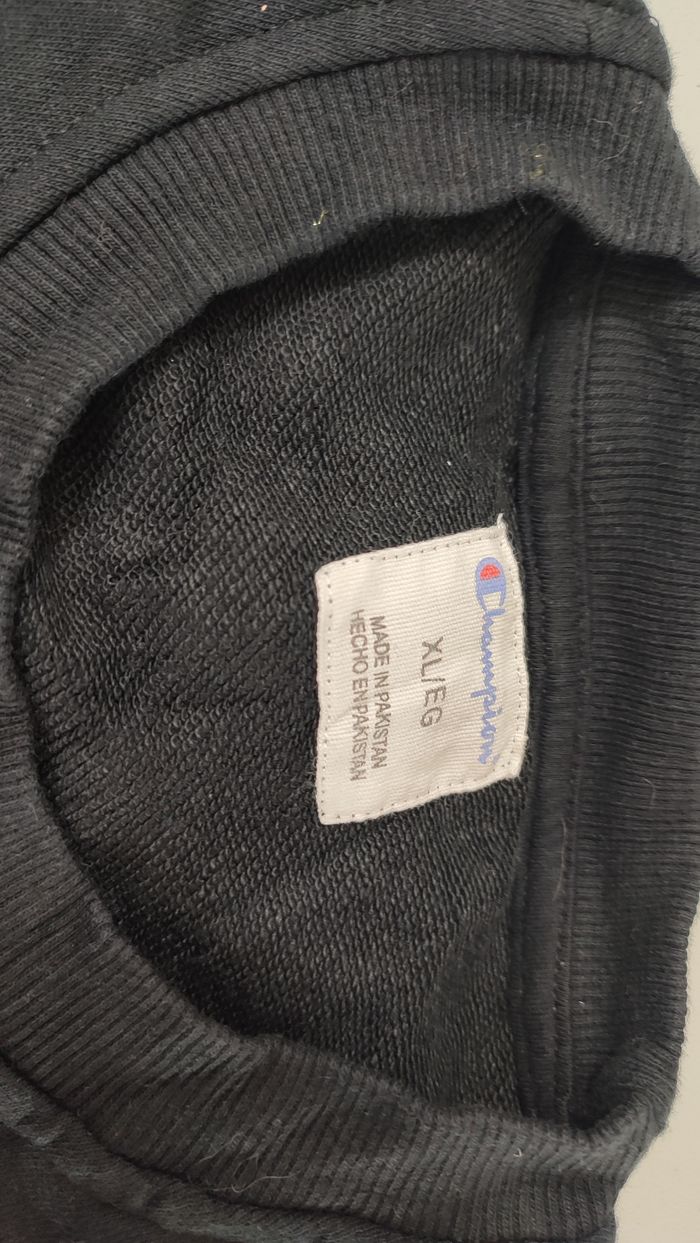 Champion
XL/EG
MADE IN PAKISTAN
HECHO EN PAKISTAN